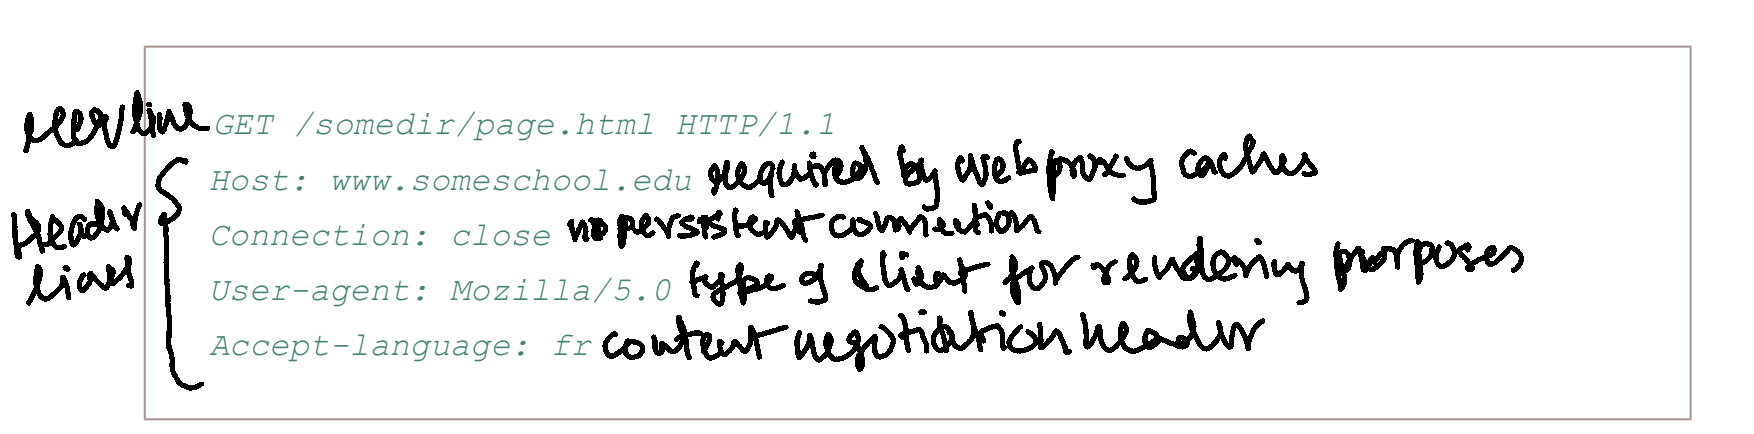 GET /somedir/page.html HTTP/1.1
Host: www.someschool.edu required by web proxy caches
Header lines
Connection: close no persistent connection
User-agent: Mozilla/5.0 type of client for rendering purposes
Accept-language: fr content negotiation header